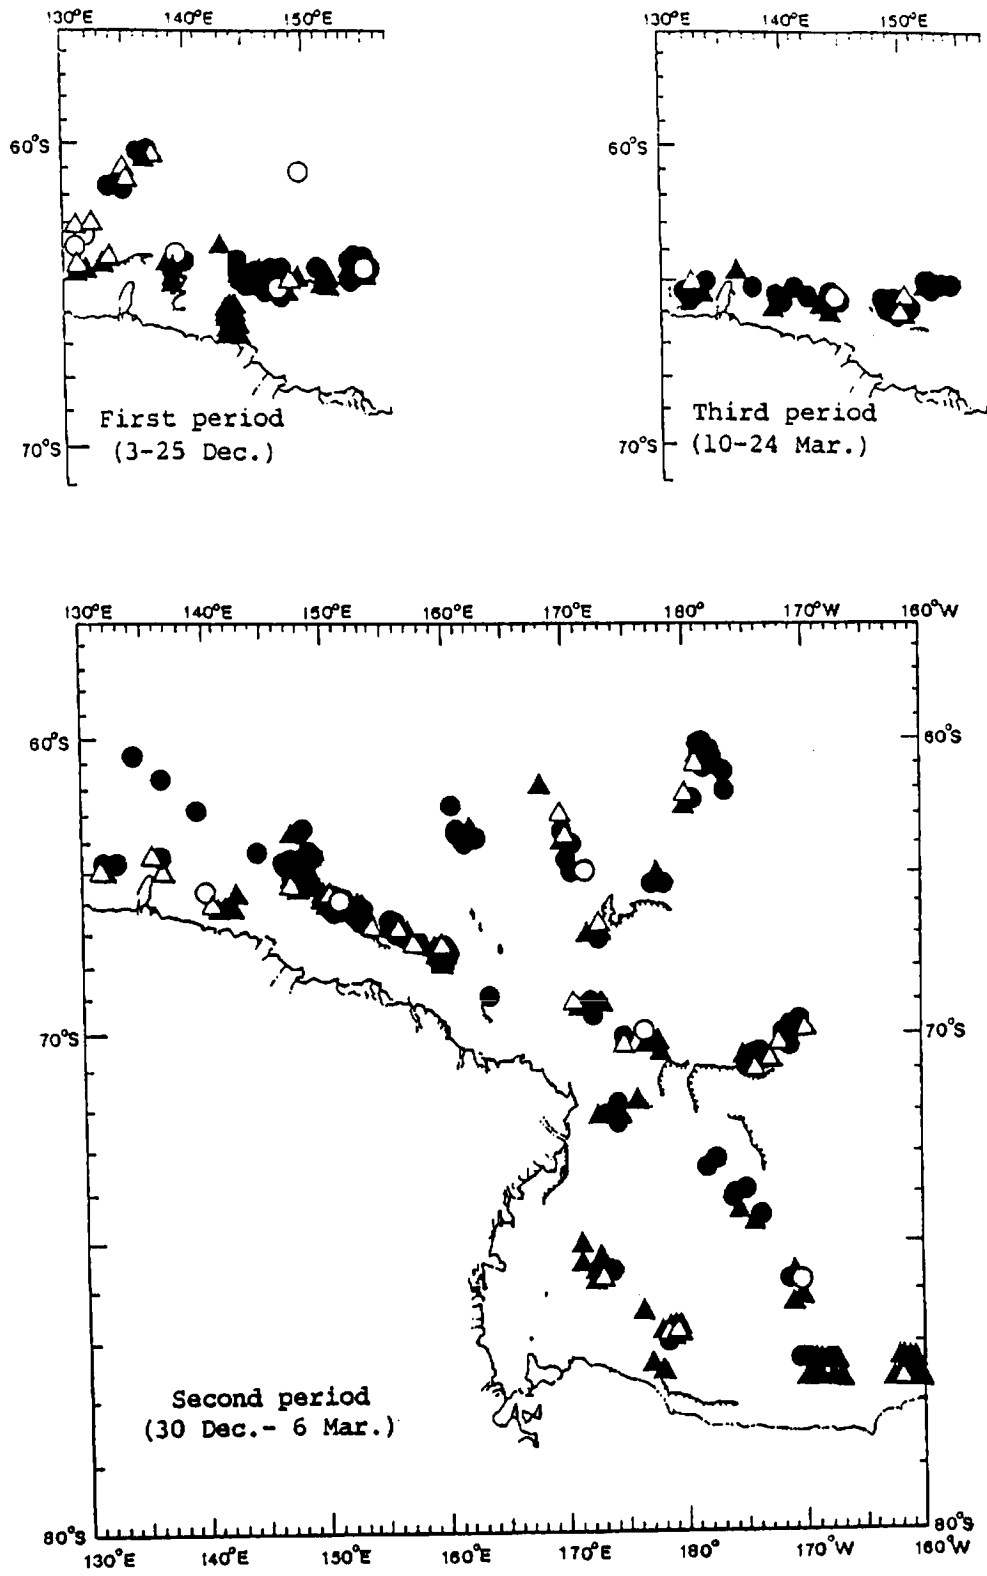 130°E 140°E 150°E
60°S
70°S
First period
(3-25 Dec.)
130°E 140°E 150°E
60°S
70°S
Third period
(10-24 Mar.)
130°E 140°E 150°E 160°E 170°E 180° 170°W 160°W
60°S 60°S
70°S 70°S
Second period
(30 Dec.- 6 Mar.)
80°S 80°S
130°E 140°E 150°E 160°E 170°E 180° 170°W 160°W